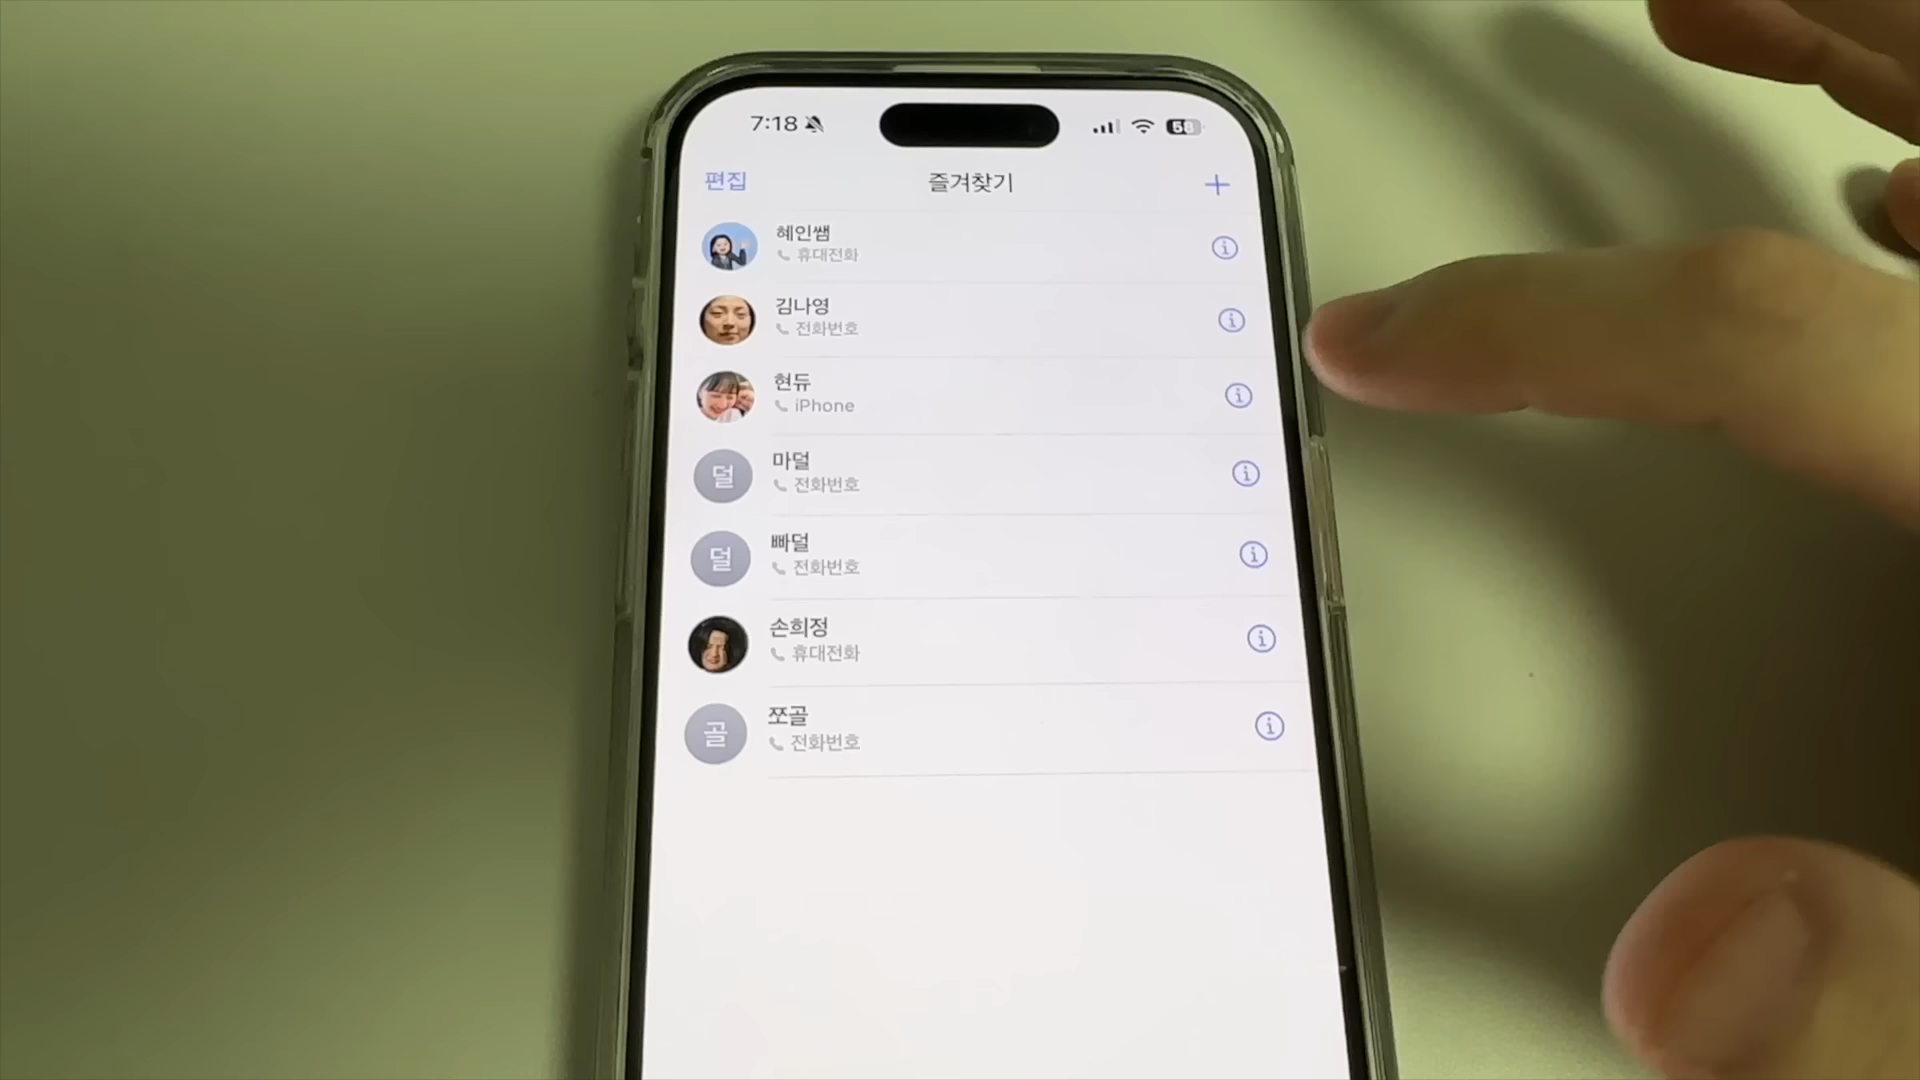 7:18
58
편집
즐겨찾기
혜인쌤
휴대전화
김나영
전화번호
현듀
iPhone
덜
마덜
전화번호
덜
빠덜
전화번호
손희정
휴대전화
골
쪼골
전화번호